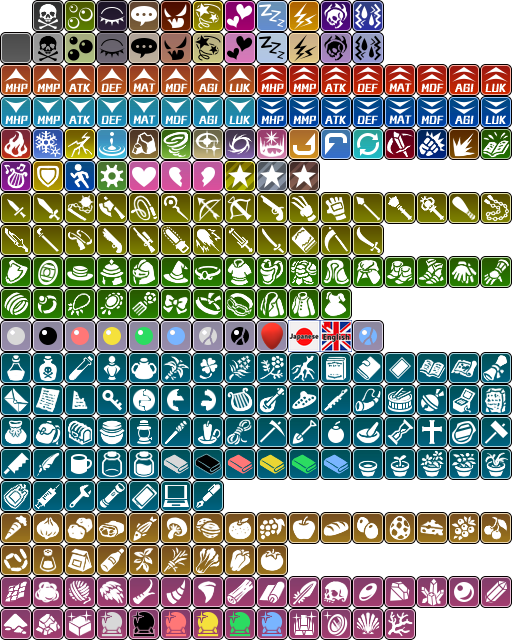 MHP MMP ATK DEF MAT MDF AGI LUK MHP MMP ATK DEF MAT MDF AGI LUK
MHP MMP ATK DEF MAT MDF AGI LUK MHP MMP ATK DEF MAT MDF AGI LUK
Japanese English